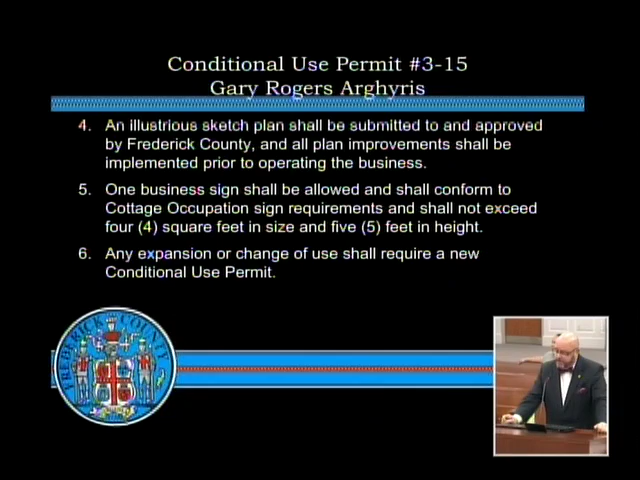 Conditional Use Permit #3-15
Gary Rogers Arghyris
4. An illustrious sketch plan shall be submitted to and approved
by Frederick County, and all plan improvements shall be
implemented prior to operating the business.
5. One business sign shall be allowed and shall conform to
Cottage Occupation sign requirements and shall not exceed
four (4) square feet in size and five (5) feet in height.
6. Any expansion or change of use shall require a new
Conditional Use Permit.
FREDERICK COUNTY